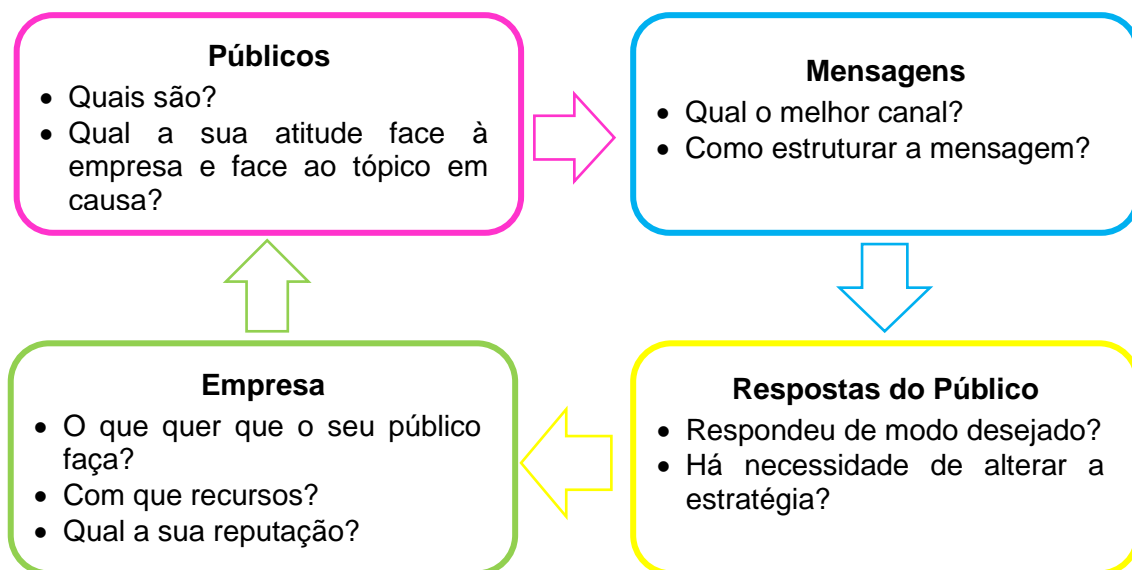 Públicos
• Quais são?
• Qual a sua atitude face à
empresa e face ao tópico em
causa?
Mensagens
• Qual o melhor canal?
• Como estruturar a mensagem?
Empresa
• O que quer que o seu público
faça?
• Com que recursos?
• Qual a sua reputação?
Respostas do Público
• Respondeu de modo desejado?
• Há necessidade de alterar a
estratégia?